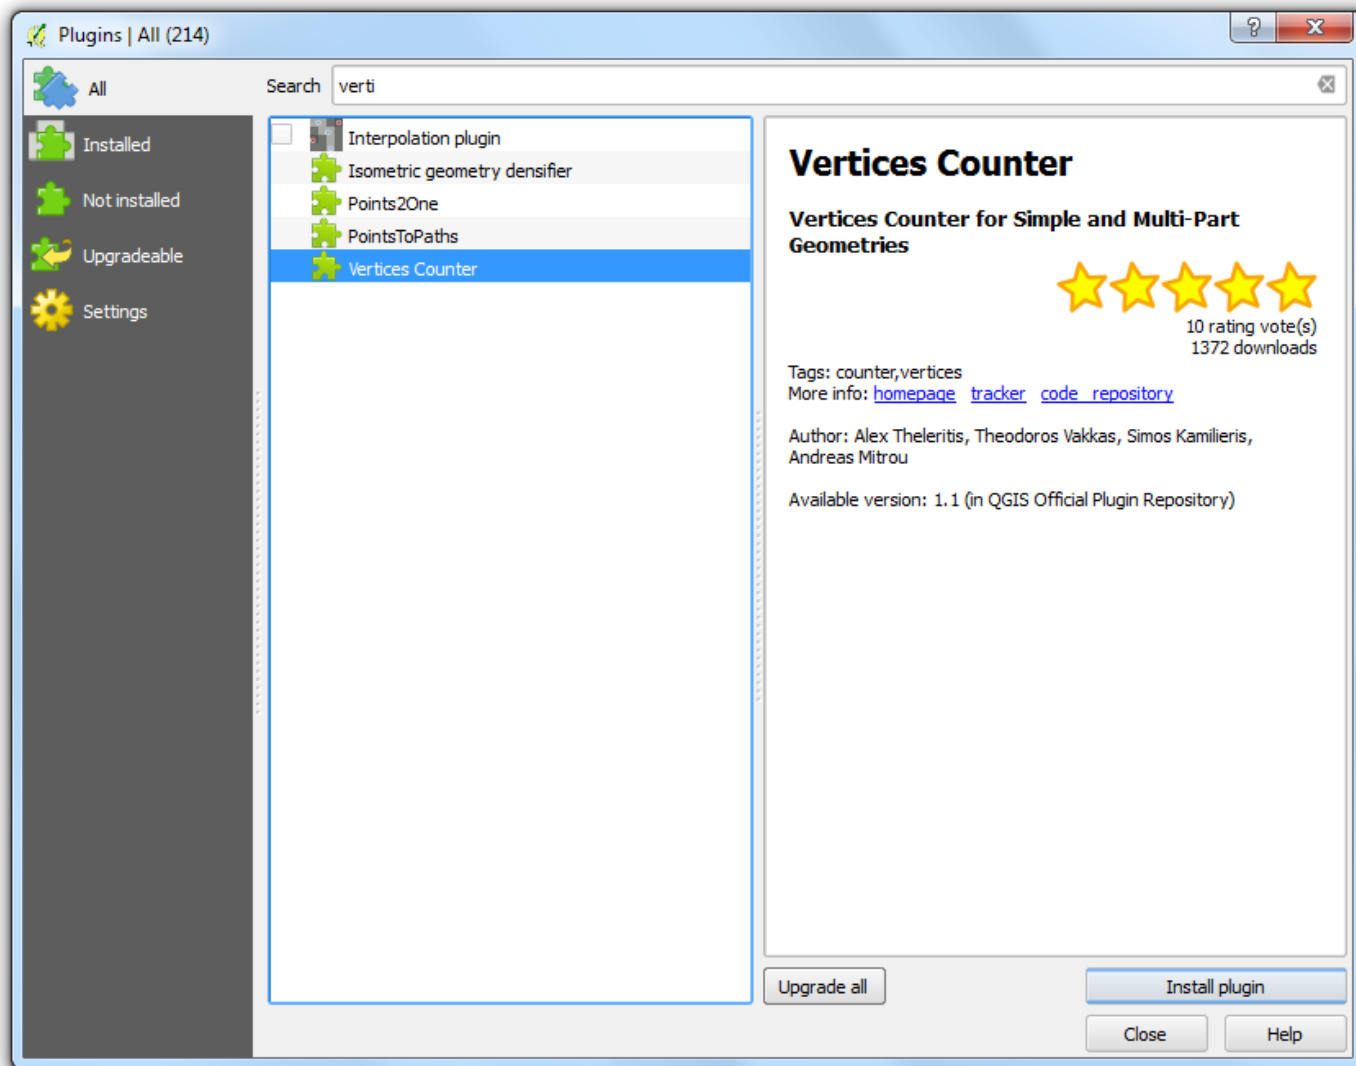 Plugins | All (214)
?
X
All
Installed
Not installed
Upgradeable
Settings
Search verti
Interpolation plugin
Isometric geometry densifier
Points2One
PointsToPaths
Vertices Counter
Vertices Counter
Vertices Counter for Simple and Multi-Part
Geometries
10 rating vote(s)
1372 downloads
Tags: counter,vertices
More info: homepage tracker code repository
Author: Alex Theleritis, Theodoros Vakkas, Simos Kamilieris,
Andreas Mitrou
Available version: 1.1 (in QGIS Official Plugin Repository)
Upgrade all
Install plugin
Close
Help